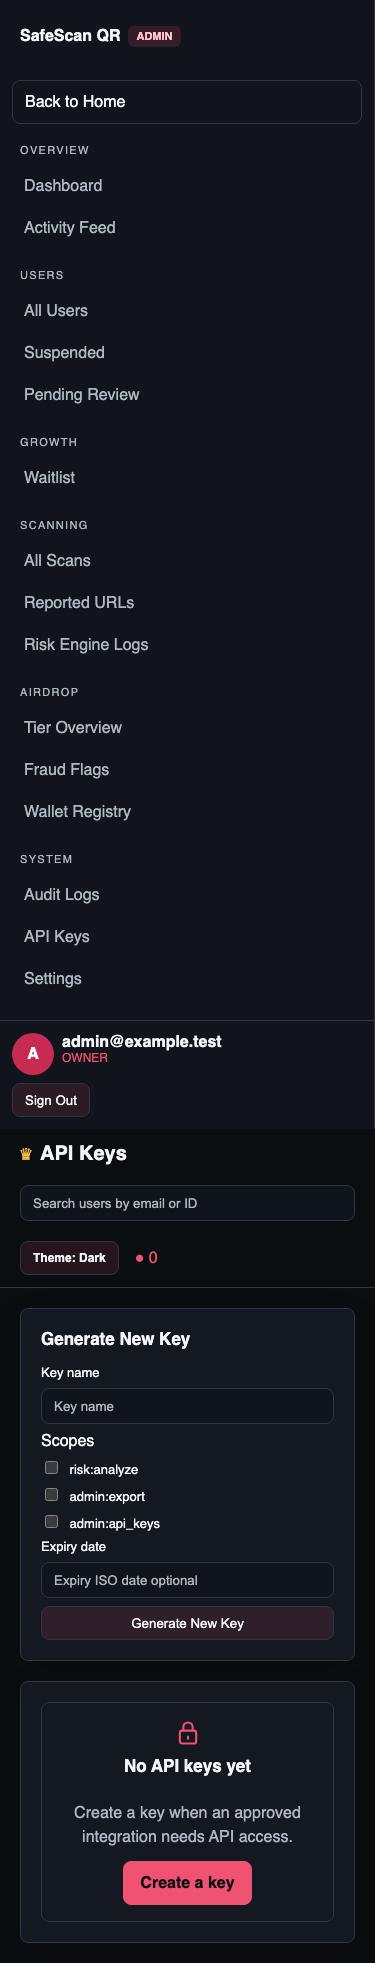 SafeScan QR ADMIN
Back to Home
OVERVIEW
Dashboard
Activity Feed
USERS
All Users
Suspended
Pending Review
GROWTH
Waitlist
SCANNING
All Scans
Reported URLs
Risk Engine Logs
AIRDROP
Tier Overview
Fraud Flags
Wallet Registry
SYSTEM
Audit Logs
API Keys
Settings
A admin@example.test
OWNER
Sign Out
API Keys
Search users by email or ID
Theme: Dark 0
Generate New Key
Key name
Key name
Scopes
risk:analyze
admin:export
admin:api_keys
Expiry date
Expiry ISO date optional
Generate New Key
No API keys yet
Create a key when an approved
integration needs API access.
Create a key